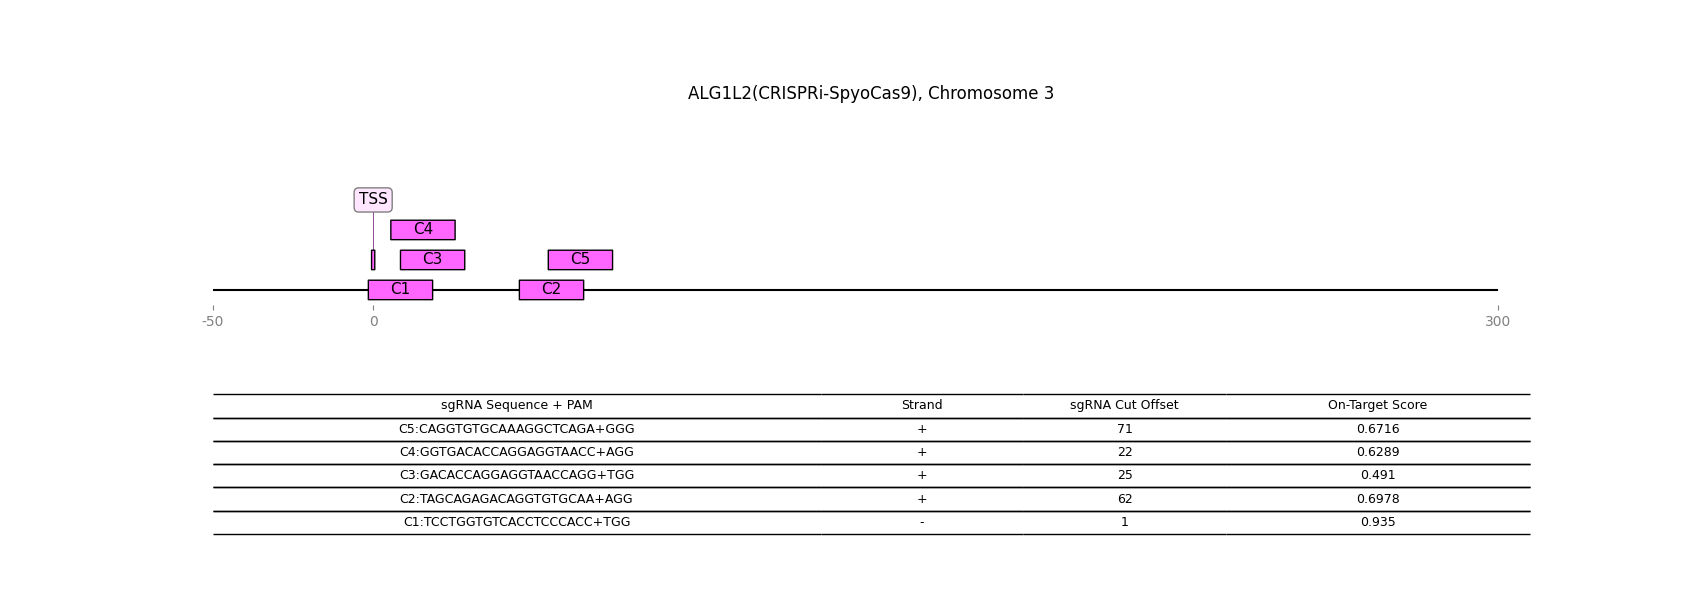 ALG1L2(CRISPRi-SpyoCas9), Chromosome 3
TSS
C4
C3 C5
C1 C2
-50 0 300
sgRNA Sequence + PAM Strand sgRNA Cut Offset On-Target Score
C5:CAGGTGTGCAAAGGCTCAGA+GGG + 71 0.6716
C4:GGTGACACCAGGAGGTAACC+AGG + 22 0.6289
C3:GACACCAGGAGGTAACCAGG+TGG + 25 0.491
C2:TAGCAGAGACAGGTGTGCAA+AGG + 62 0.6978
C1:TCCTGGTGTCACCTCCCACC+TGG - 1 0.935